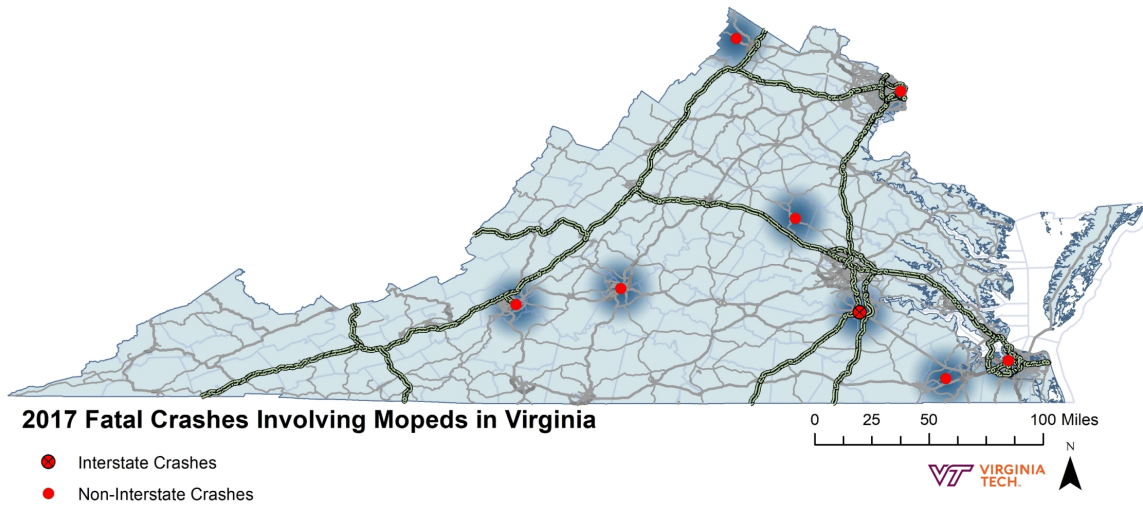 2017 Fatal Crashes Involving Mopeds in Virginia
Interstate Crashes
Non-Interstate Crashes
0 25 50 100 Miles
N
VT VIRGINIA
TECH.